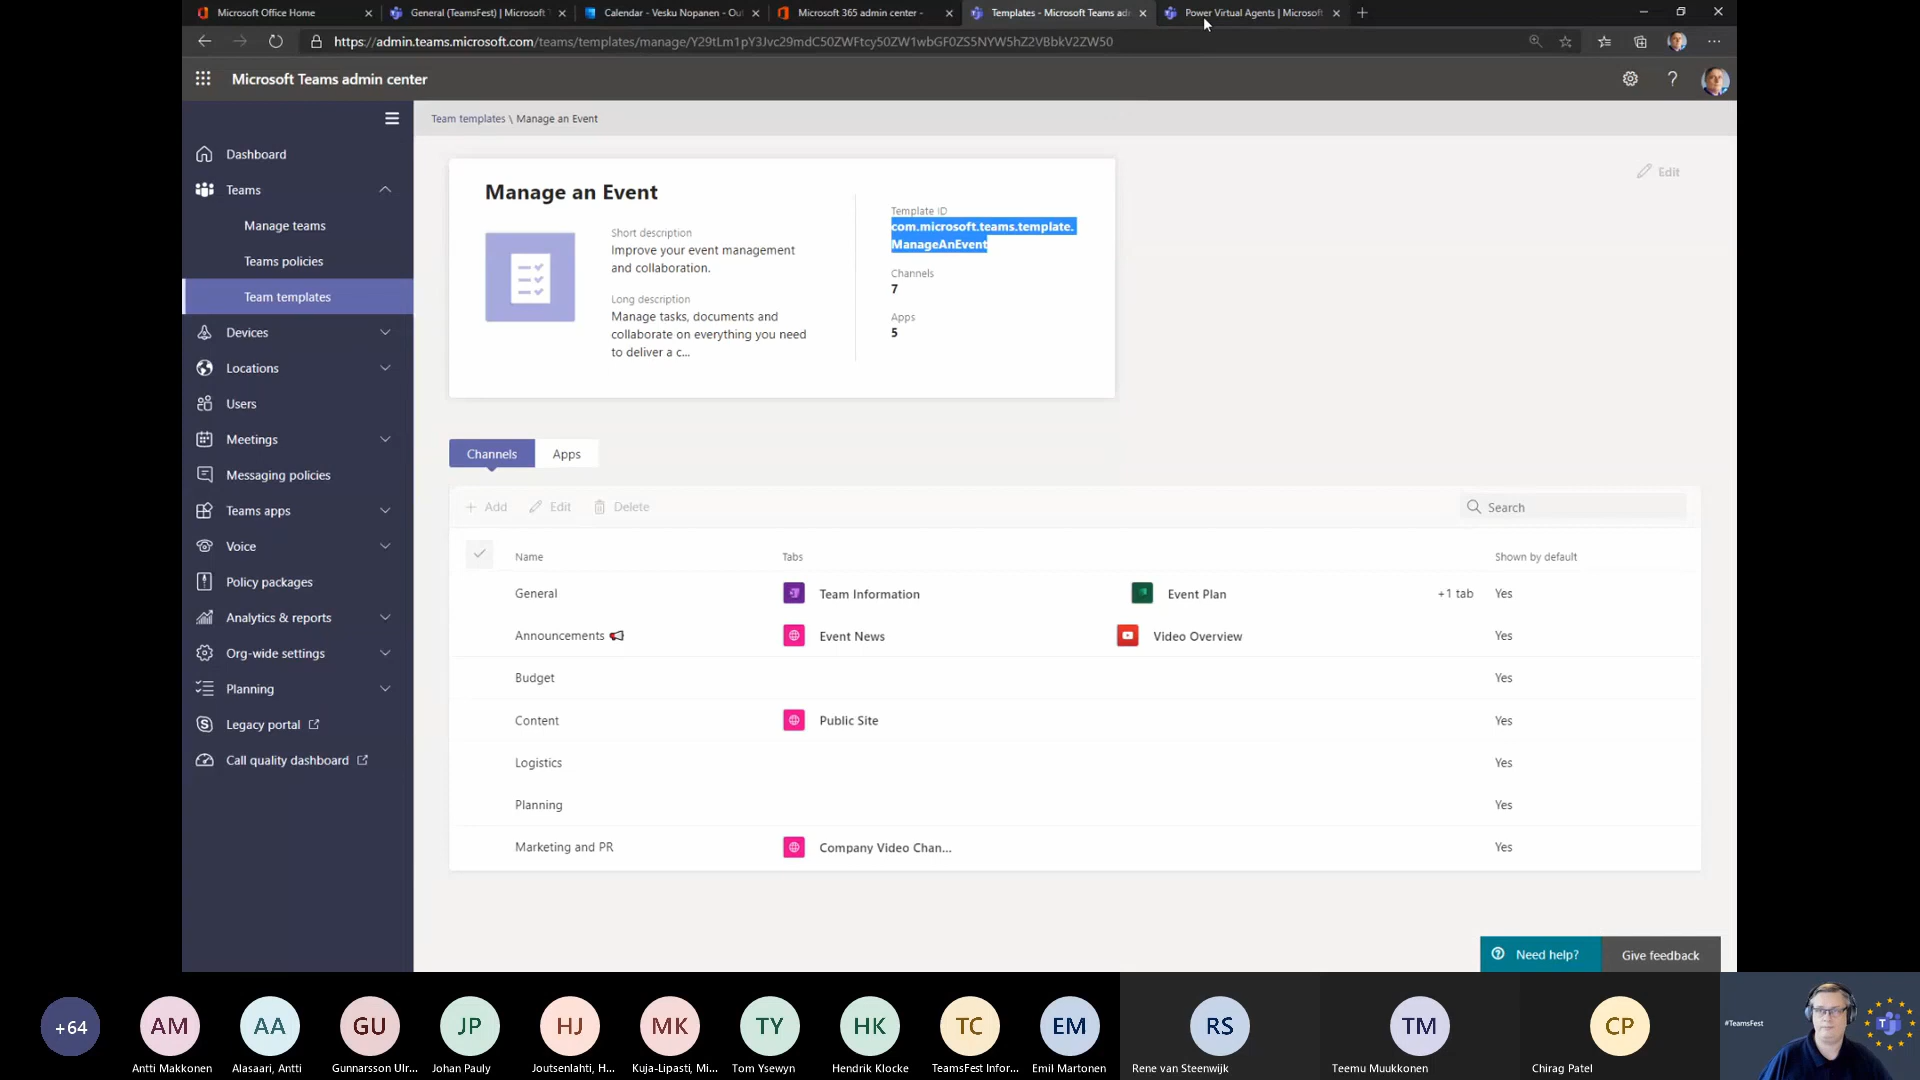 Microsoft Office Home
General (TeamsFest) | Microsoft T
Calendar - Vesku Nopanen - Out
Microsoft 365 admin center -
Templates - Microsoft Teams adm
Power Virtual Agents | Microsoft
https://admin.teams.microsoft.com/teams/templates/manage/Y29tLm1pY3Jvc29mdC50ZWFtcy50ZW1wbGF0ZS5NYW5hZ2VBbkV2ZW50
Microsoft Teams admin center
Team templates \ Manage an Event
Edit
Dashboard
Teams
Manage teams
Teams policies
Team templates
Devices
Locations
Users
Meetings
Messaging policies
Teams apps
Voice
Policy packages
Analytics & reports
Org-wide settings
Planning
Legacy portal
Call quality dashboard
Manage an Event
Short description
Improve your event management
and collaboration.
Long description
Manage tasks, documents and
collaborate on everything you need
to deliver a c...
Template ID
com.microsoft.teams.template.
ManageAnEvent
Channels
7
Apps
5
Channels Apps
+ Add Edit Delete Search
Name Tabs Shown by default
General Team Information Event Plan +1 tab Yes
Announcements Event News Video Overview Yes
Budget Yes
Content Public Site Yes
Logistics Yes
Planning Yes
Marketing and PR Company Video Chan... Yes
Need help? Give feedback
+64 AM AA GU JP HJ MK TY HK TC EM RS TM CP
#TeamsFest
Antti Makkonen Alasaari, Antti Gunnarsson Ulr... Johan Pauly Joutsenlahti, H... Kuja-Lipasti, Mi... Tom Ysewyn Hendrik Klocke TeamsFest Infor... Emil Martonen Rene van Steenwijk Teemu Muukkonen Chirag Patel